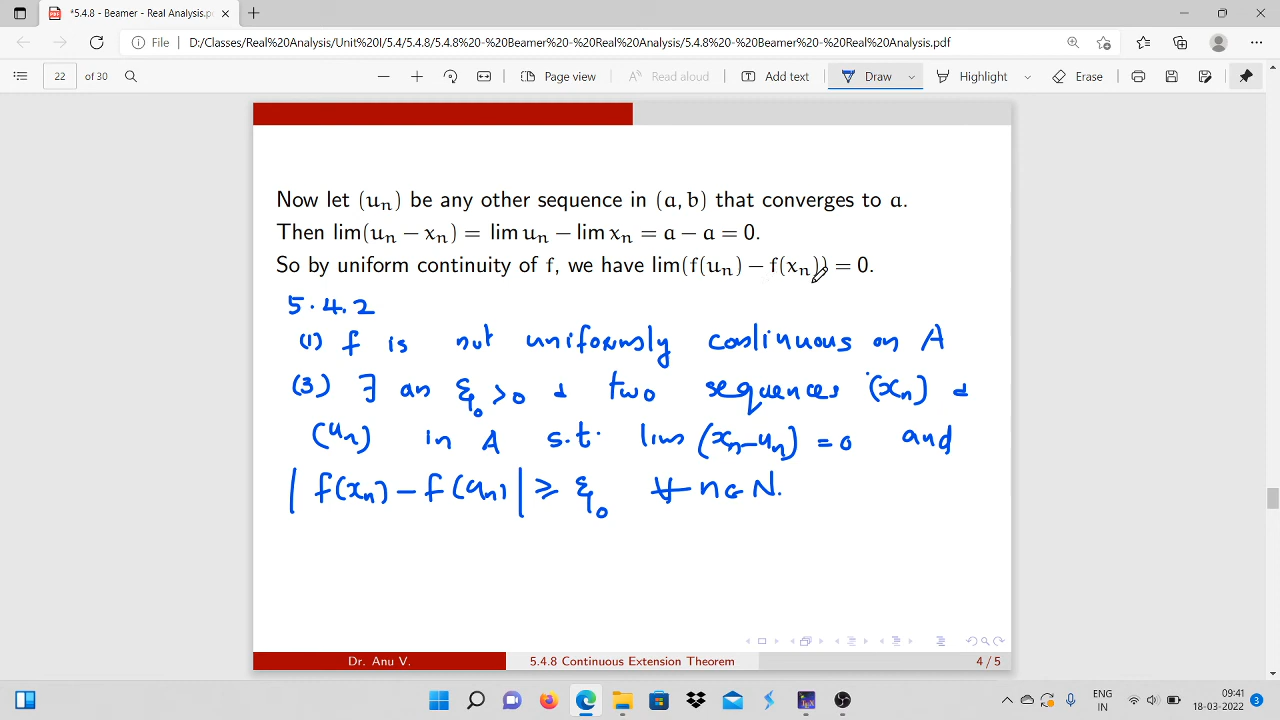 *5.4.8 - Beamer - Real Analysis.p
File
D:/Classes/Real%20Analysis/Unit%20I/5.4/5.4.8/5.4.8%20-%20Beamer%20-%20Real%20Analysis/5.4.8%20-%20Beamer%20-%20Real%20Analysis.pdf
22 of 30
Page view
Read aloud
Add text
Draw
Highlight
Erase
Now let (uₙ) be any other sequence in (a, b) that converges to a.
Then lim(uₙ − xₙ) = lim uₙ − lim xₙ = a − a = 0.
So by uniform continuity of f, we have lim(f(uₙ) − f(xₙ)) = 0.
5.4.2
(1) f is not uniformly continuous on A
(3) ∃ an ξ₀ > 0 & two sequences (xₙ) &
(uₙ) in A s.t. lim (xₙ − uₙ) = 0 and
| f(xₙ) − f(uₙ) | ≥ ξ₀ ∀ n ∈ N.
Dr. Anu V.
5.4.8 Continuous Extension Theorem
4 / 5
ENG
IN
09:41
18-03-2022
3